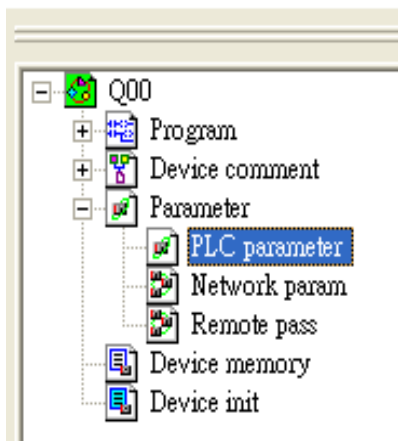 Q00
Program
Device comment
Parameter
PLC parameter
Network param
Remote pass
Device memory
Device init